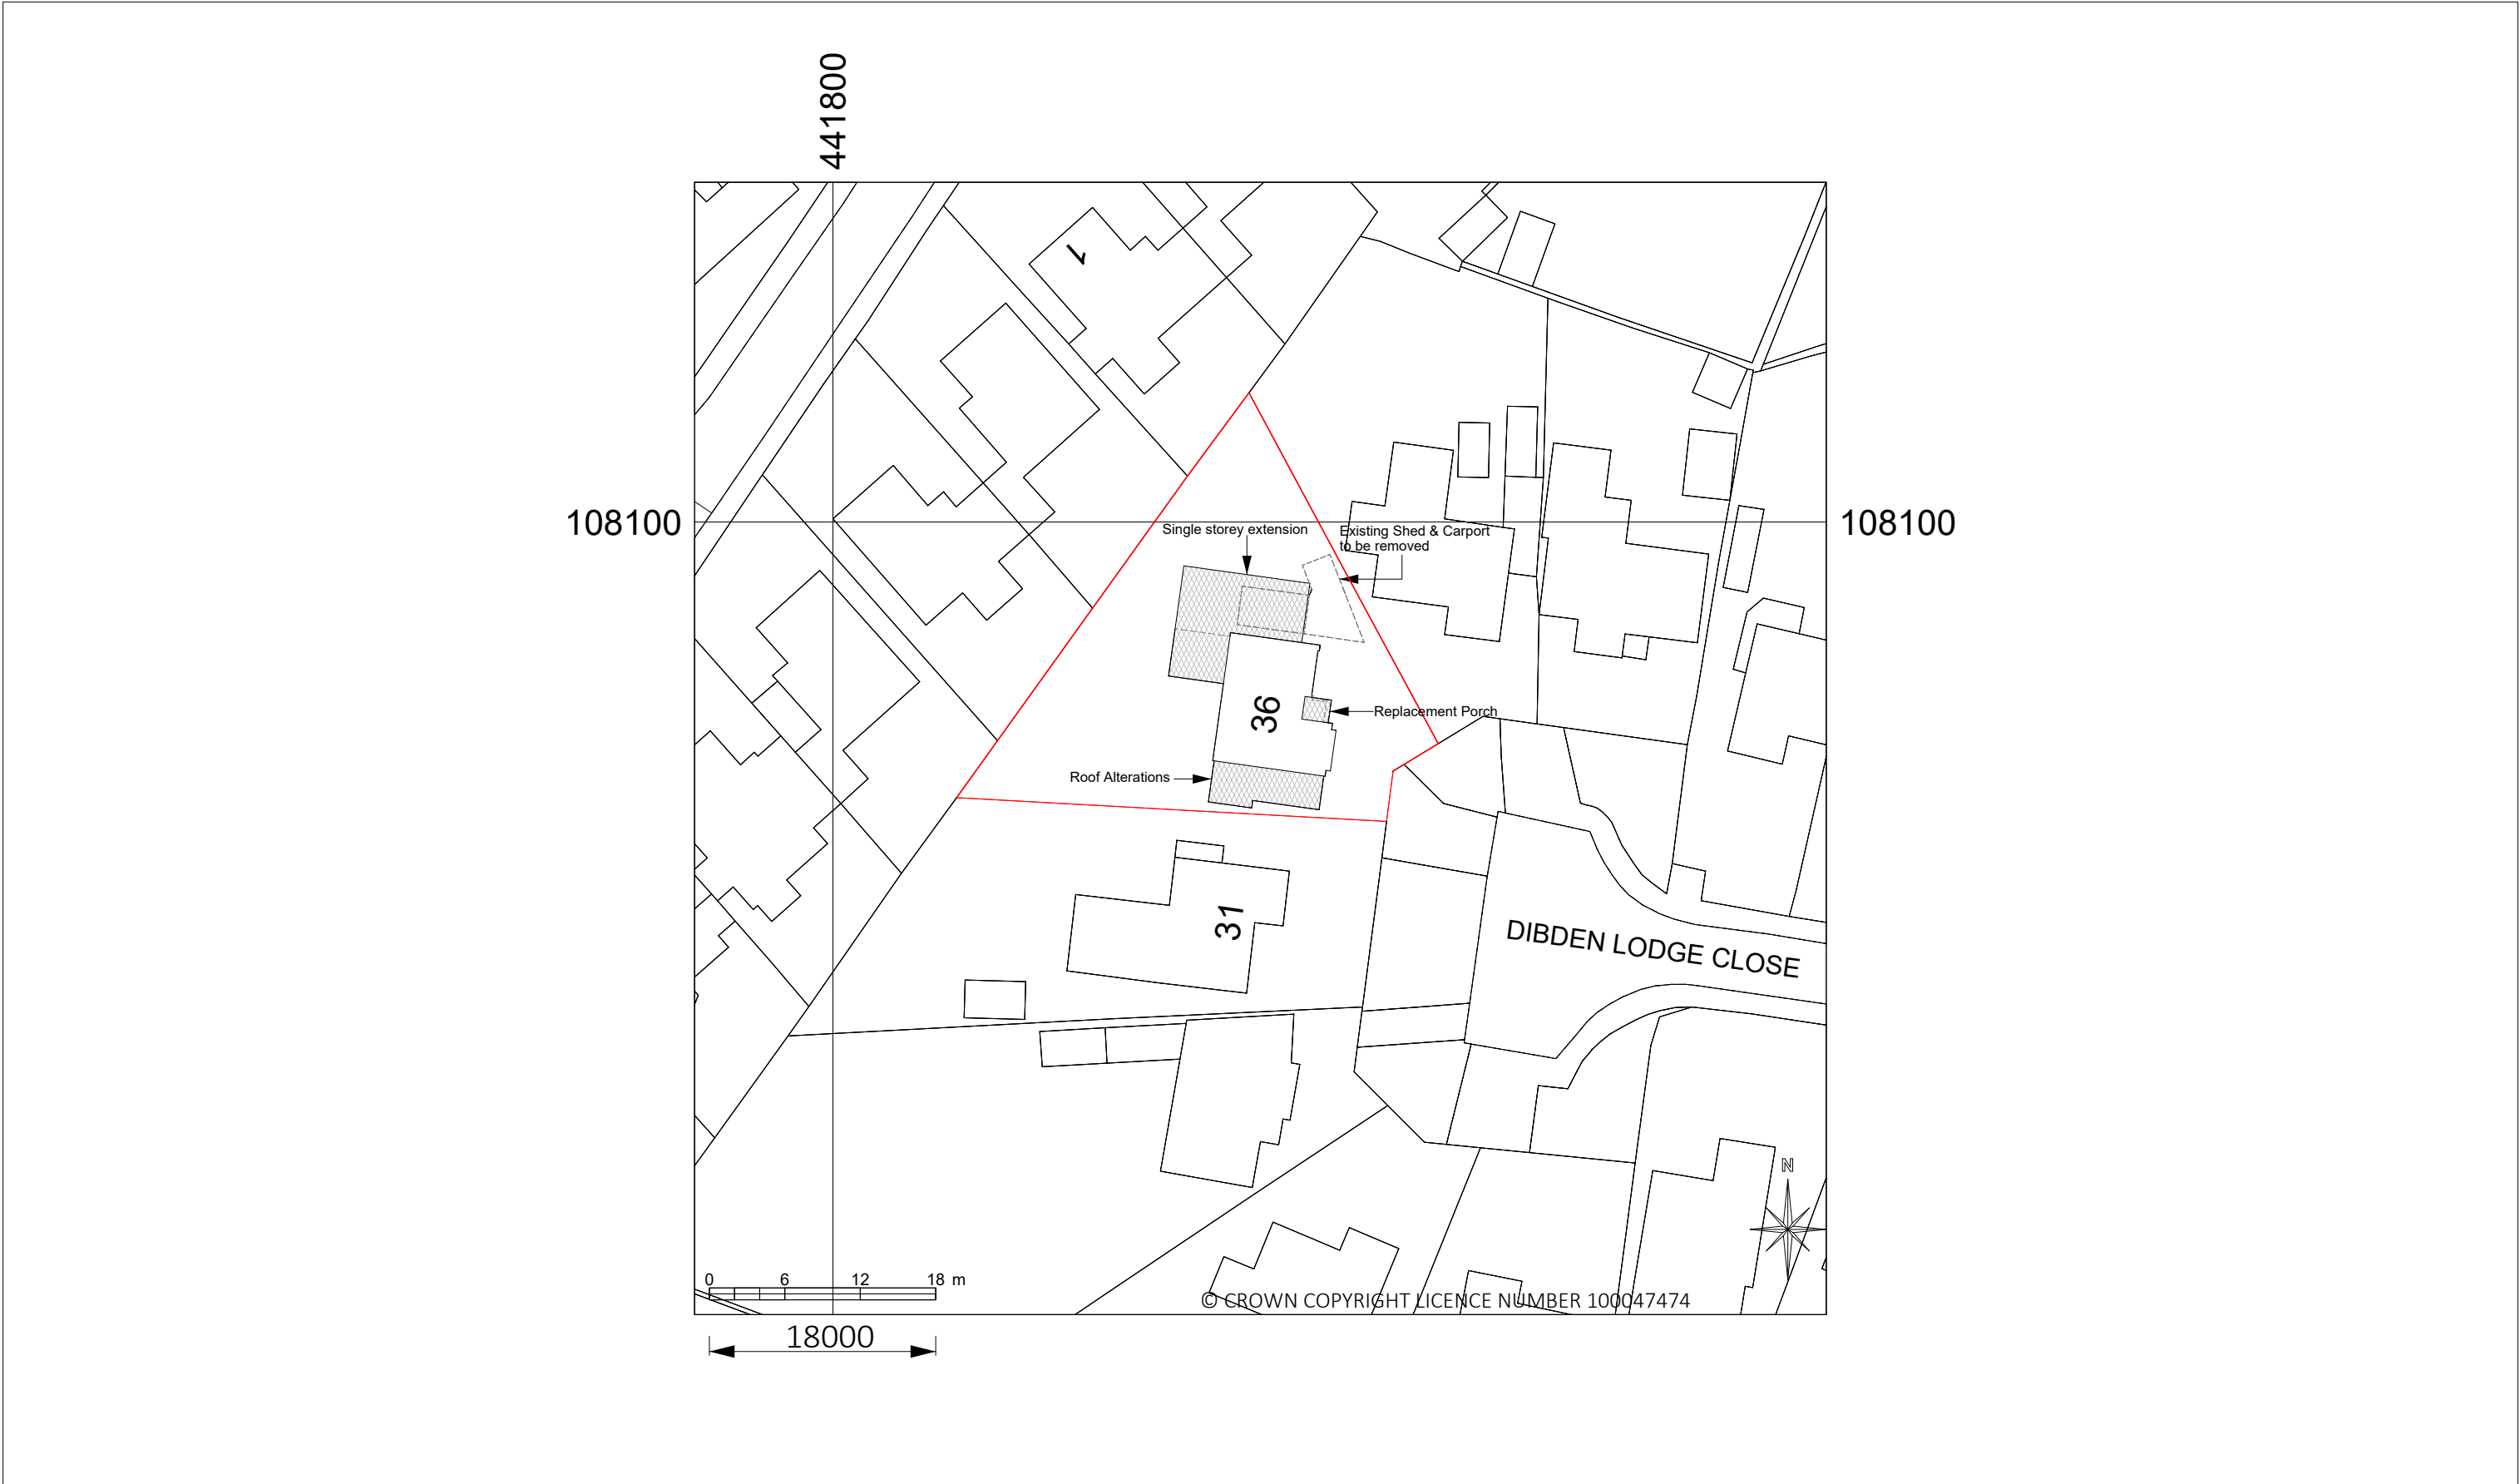 441800
1
108100
108100
Single storey extension
Existing Shed & Carport
to be removed
36
Replacement Porch
Roof Alterations
31
DIBDEN LODGE CLOSE
N
0 6 12 18 m
© CROWN COPYRIGHT LICENCE NUMBER 100047474
18000